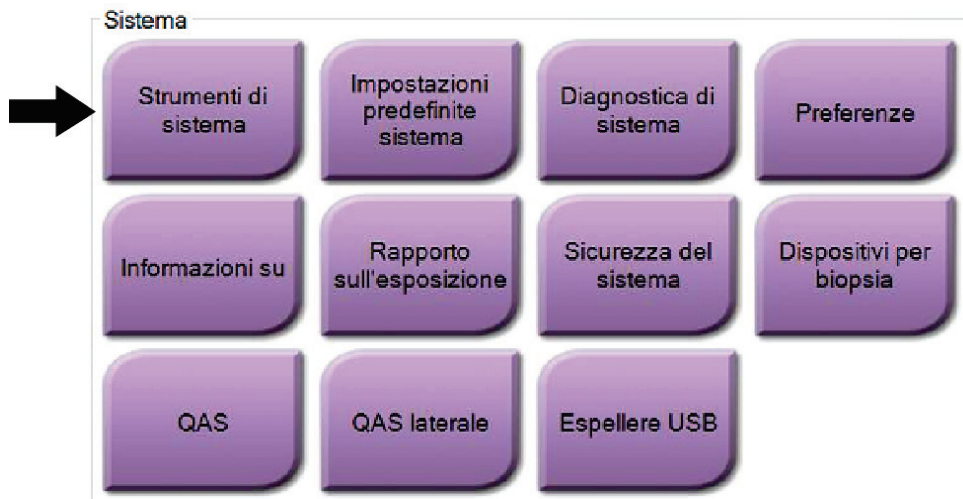 Sistema
Strumenti di
sistema
Impostazioni
predefinite
sistema
Diagnostica di
sistema
Preferenze
Informazioni su
Rapporto
sull'esposizione
Sicurezza del
sistema
Dispositivi per
biopsia
QAS
QAS laterale
Espellere USB